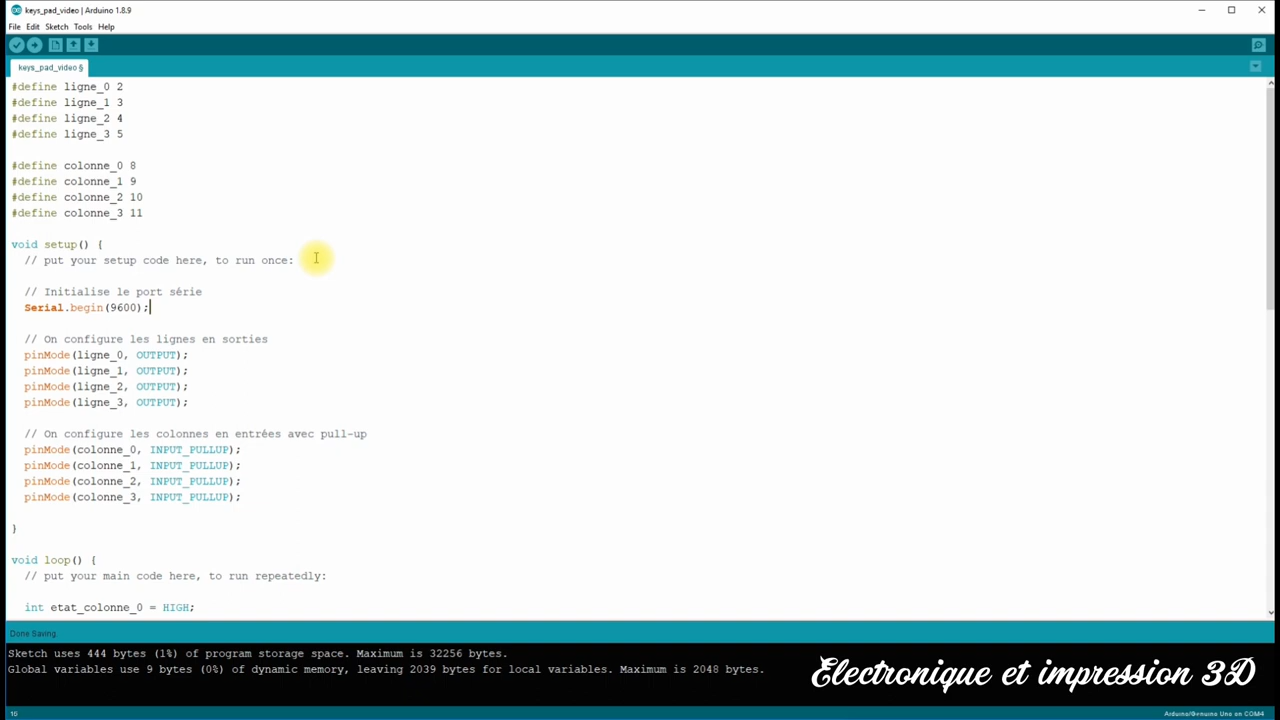 keys_pad_video | Arduino 1.8.9
File Edit Sketch Tools Help
keys_pad_video §
#define ligne_0 2
#define ligne_1 3
#define ligne_2 4
#define ligne_3 5
#define colonne_0 8
#define colonne_1 9
#define colonne_2 10
#define colonne_3 11
void setup() {
// put your setup code here, to run once:
// Initialise le port série
Serial.begin(9600);
// On configure les lignes en sorties
pinMode(ligne_0, OUTPUT);
pinMode(ligne_1, OUTPUT);
pinMode(ligne_2, OUTPUT);
pinMode(ligne_3, OUTPUT);
// On configure les colonnes en entrées avec pull-up
pinMode(colonne_0, INPUT_PULLUP);
pinMode(colonne_1, INPUT_PULLUP);
pinMode(colonne_2, INPUT_PULLUP);
pinMode(colonne_3, INPUT_PULLUP);
}
void loop() {
// put your main code here, to run repeatedly:
int etat_colonne_0 = HIGH;
Done Saving.
Sketch uses 444 bytes (1%) of program storage space. Maximum is 32256 bytes.
Global variables use 9 bytes (0%) of dynamic memory, leaving 2039 bytes for local variables. Maximum is 2048 bytes.
Electronique et impression 3D
16
Arduino/Genuino Uno on COM4